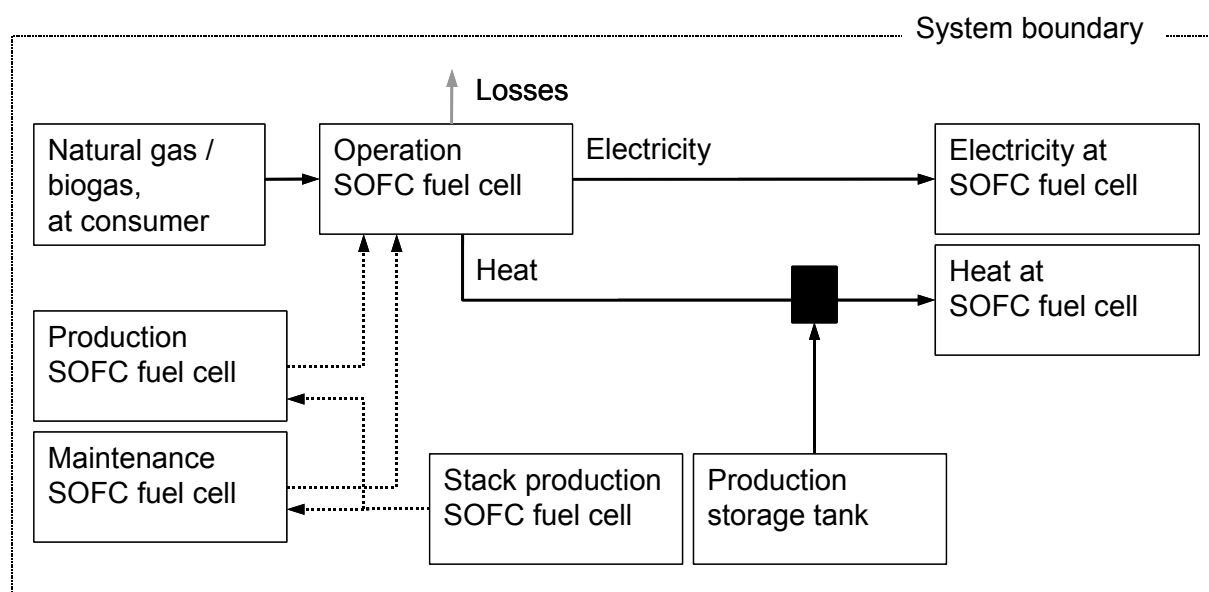 System boundary
Losses
Natural gas /
biogas,
at consumer
Operation
SOFC fuel cell
Electricity
Electricity at
SOFC fuel cell
Heat
Heat at
SOFC fuel cell
Production
SOFC fuel cell
Maintenance
SOFC fuel cell
Stack production
SOFC fuel cell
Production
storage tank